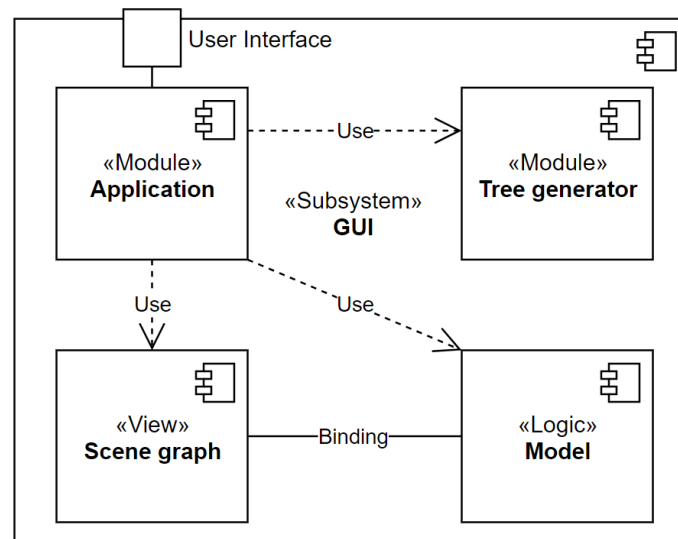 User Interface
«Module»
Application
Use
«Module»
Tree generator
«Subsystem»
GUI
Use
Use
«View»
Scene graph
Binding
«Logic»
Model